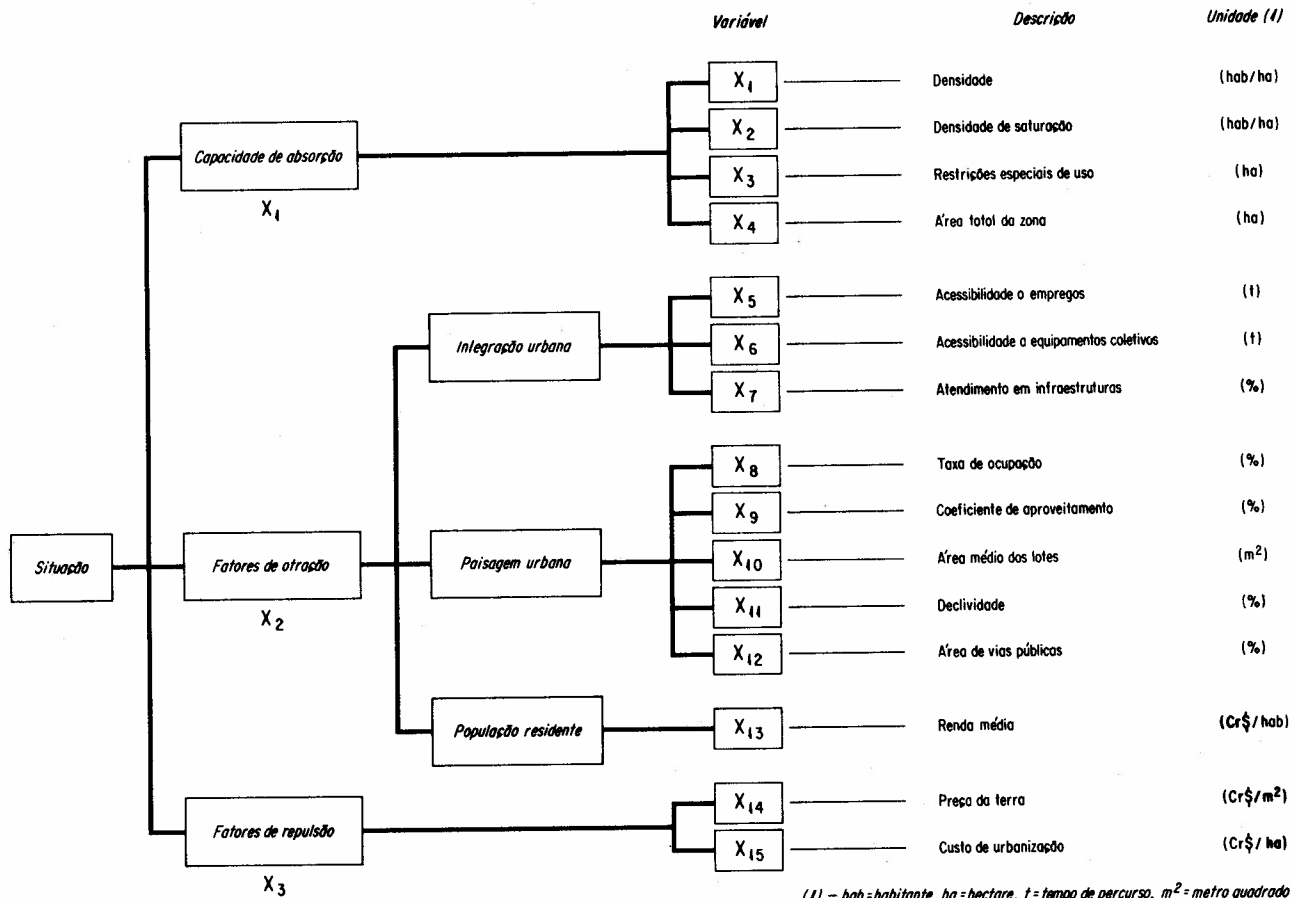 Variável Descrição Unidade (1)
X1 Densidade (hab/ha)
X2 Densidade de saturação (hab/ha)
Capacidade de absorção
X1
X3 Restrições especiais de uso (ha)
X4 Área total da zona (ha)
X5 Acessibilidade a empregos (t)
Integração urbana
X6 Acessibilidade a equipamentos coletivos (t)
X7 Atendimento em infraestruturas (%)
X8 Taxa de ocupação (%)
X9 Coeficiente de aproveitamento (%)
Situação
Fatores de atração
X2
Paisagem urbana
X10 Área média dos lotes (m²)
X11 Declividade (%)
X12 Área de vias públicas (%)
População residente
X13 Renda média (Cr$/hab)
X14 Preço da terra (Cr$/m²)
Fatores de repulsão
X3
X15 Custo de urbanização (Cr$/ha)
(1) – hab=habitante, ha=hectare, t=tempo de percurso, m²=metro quadrado